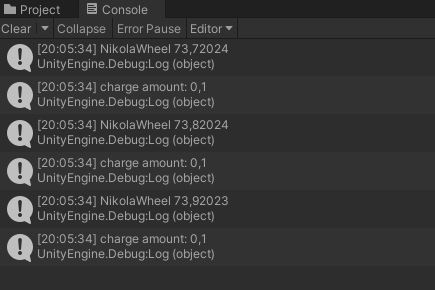 Project Console
Clear Collapse Error Pause Editor
[20:05:34] NikolaWheel 73,72024
UnityEngine.Debug:Log (object)
[20:05:34] charge amount: 0,1
UnityEngine.Debug:Log (object)
[20:05:34] NikolaWheel 73,82024
UnityEngine.Debug:Log (object)
[20:05:34] charge amount: 0,1
UnityEngine.Debug:Log (object)
[20:05:34] NikolaWheel 73,92023
UnityEngine.Debug:Log (object)
[20:05:34] charge amount: 0,1
UnityEngine.Debug:Log (object)